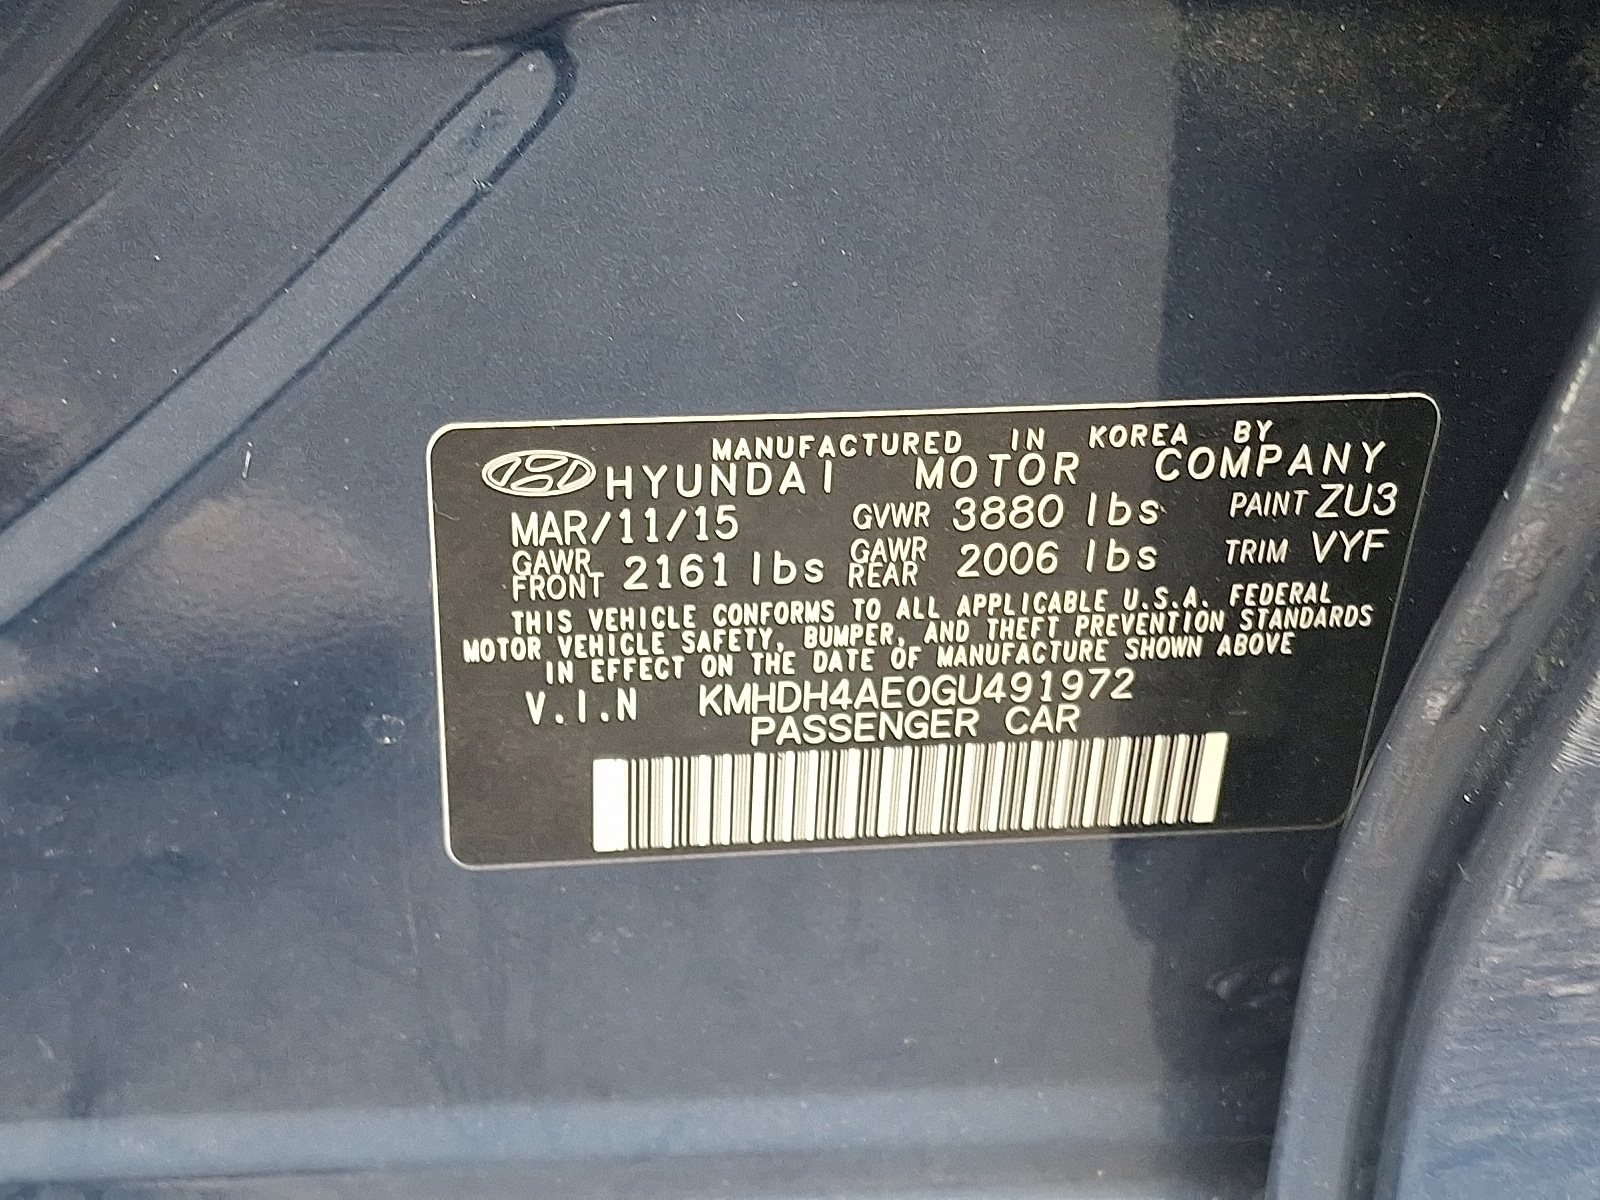 MANUFACTURED IN KOREA BY
HYUNDAI MOTOR COMPANY
MAR/11/15 GVWR 3880 lbs PAINT ZU3
GAWR FRONT 2161 lbs GAWR REAR 2006 lbs TRIM VYF
THIS VEHICLE CONFORMS TO ALL APPLICABLE U.S.A. FEDERAL
MOTOR VEHICLE SAFETY, BUMPER, AND THEFT PREVENTION STANDARDS
IN EFFECT ON THE DATE OF MANUFACTURE SHOWN ABOVE
V.I.N KMHDH4AE0GU491972
PASSENGER CAR